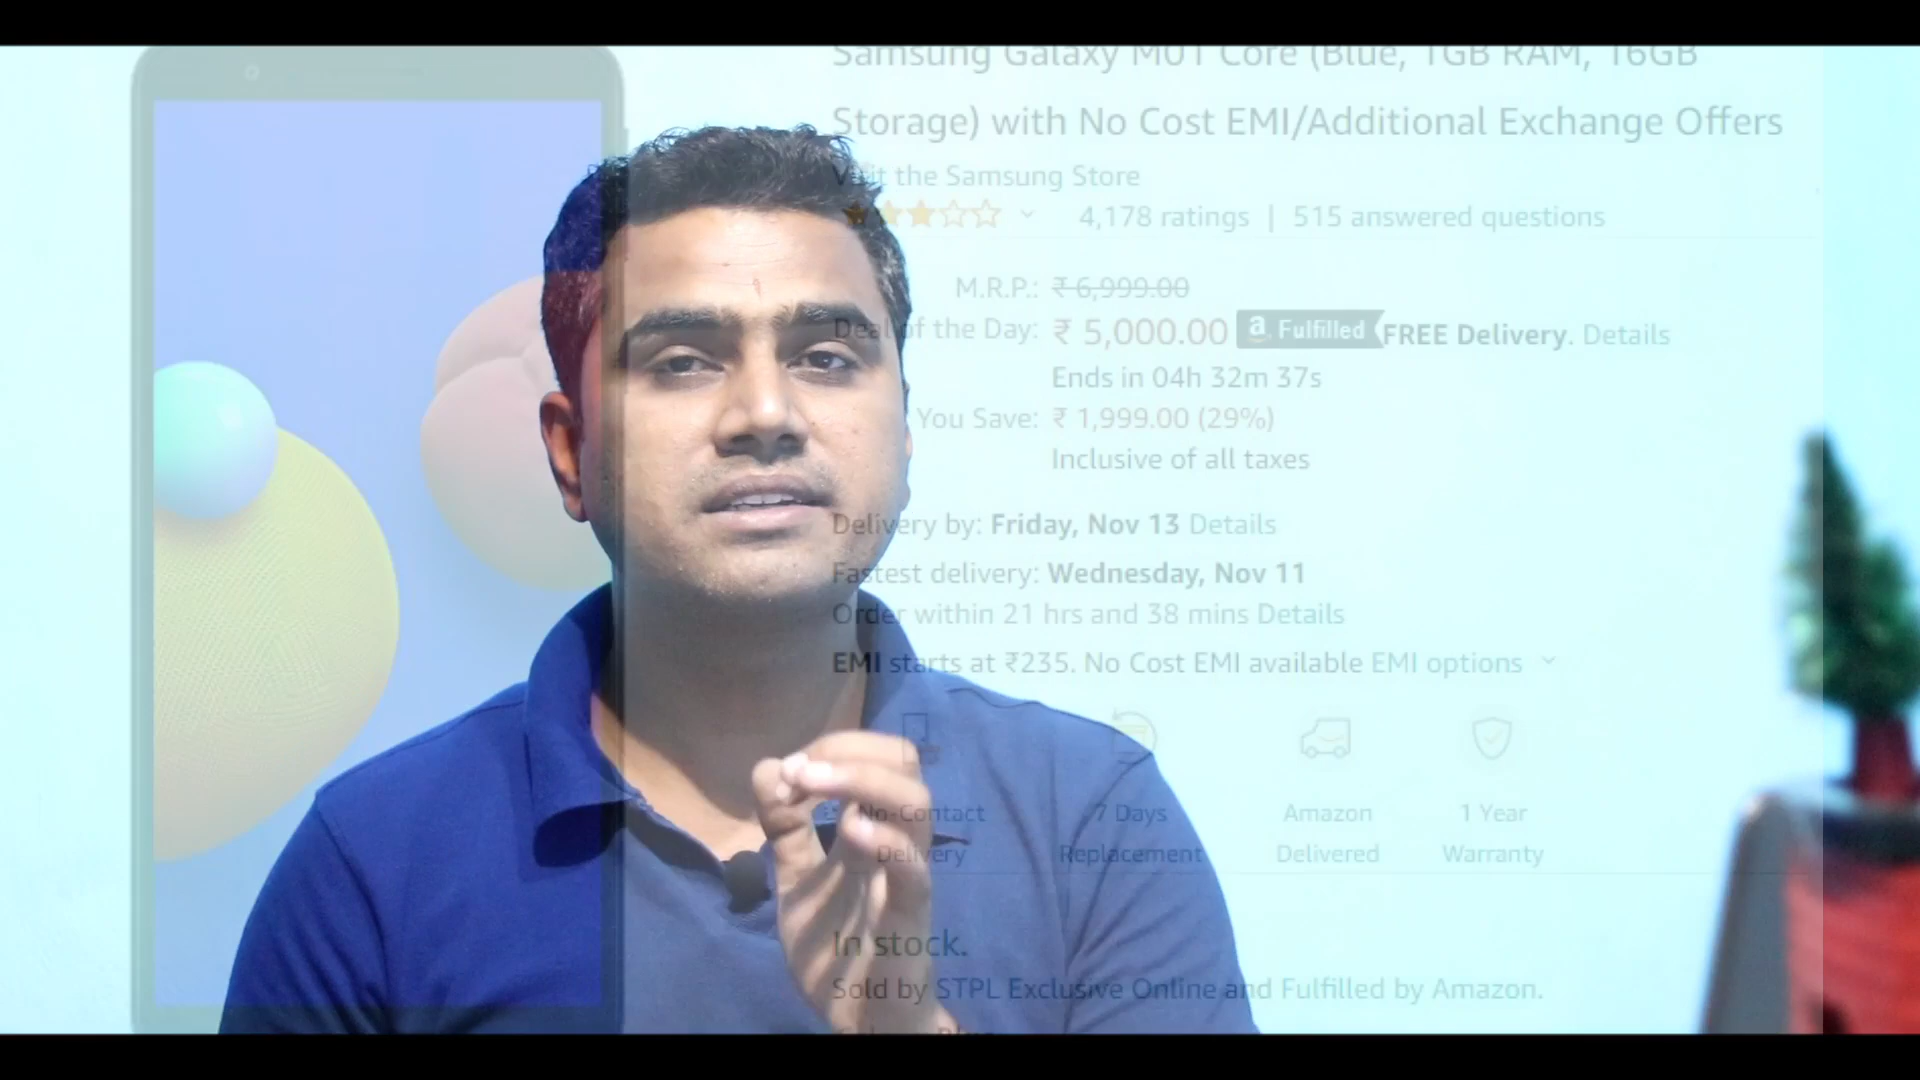 Samsung Galaxy M01 Core (Blue, 1GB RAM, 16GB
Storage) with No Cost EMI/Additional Exchange Offers
Visit the Samsung Store
4,178 ratings | 515 answered questions
M.R.P.: ₹ 6,999.00
Deal of the Day: ₹ 5,000.00 a Fulfilled FREE Delivery. Details
Ends in 04h 32m 37s
You Save: ₹ 1,999.00 (29%)
Inclusive of all taxes
Delivery by: Friday, Nov 13 Details
Fastest delivery: Wednesday, Nov 11
Order within 21 hrs and 38 mins Details
EMI starts at ₹235. No Cost EMI available EMI options
No-Contact Delivery
7 Days Replacement
Amazon Delivered
1 Year Warranty
In stock.
Sold by STPL Exclusive Online and Fulfilled by Amazon.